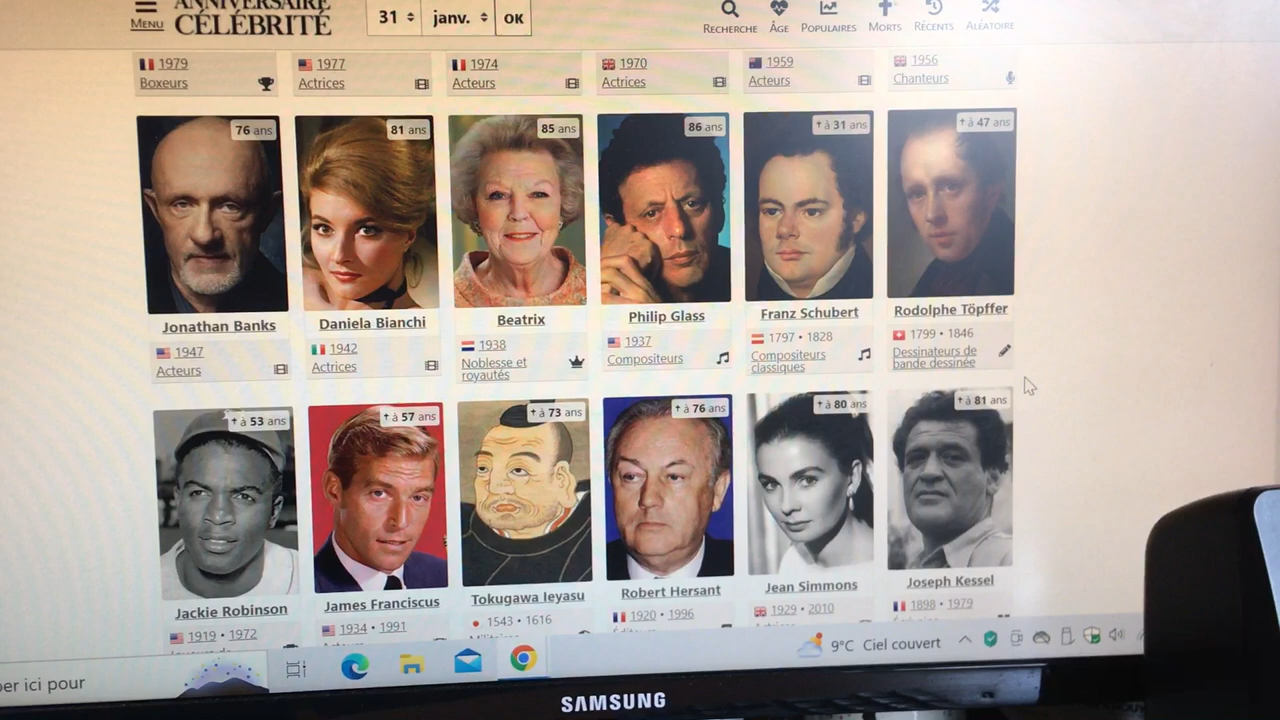 ANNIVERSAIRE
CÉLÉBRITÉ
MENU
31 janv. OK
RECHERCHE ÂGE POPULAIRES MORTS RÉCENTS ALÉATOIRE
1979
Boxeurs
1977
Actrices
1974
Acteurs
1970
Actrices
1959
Acteurs
1956
Chanteurs
76 ans
Jonathan Banks
1947
Acteurs
81 ans
Daniela Bianchi
1942
Actrices
85 ans
Beatrix
1938
Noblesse et
royautés
86 ans
Philip Glass
1937
Compositeurs
† à 31 ans
Franz Schubert
1797 • 1828
Compositeurs
classiques
† à 47 ans
Rodolphe Töpffer
1799 • 1846
Dessinateurs de
bande dessinée
† à 53 ans
Jackie Robinson
1919 • 1972
† à 57 ans
James Franciscus
1934 • 1991
† à 73 ans
Tokugawa Ieyasu
1543 • 1616
† à 76 ans
Robert Hersant
1920 • 1996
† à 80 ans
Jean Simmons
1929 • 2010
† à 81 ans
Joseph Kessel
1898 • 1979
per ici pour
9°C Ciel couvert
SAMSUNG